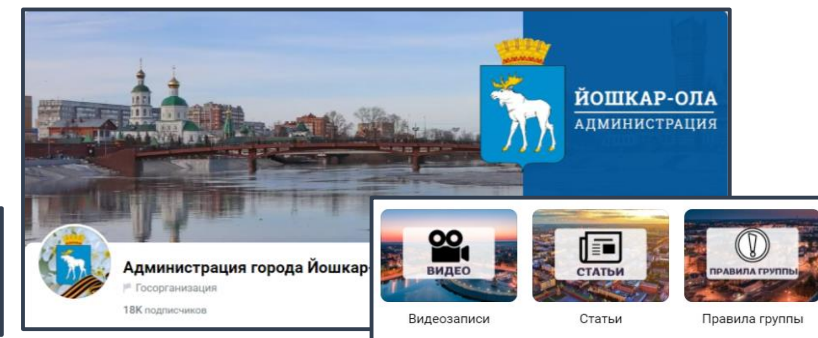 ЙОШКАР-ОЛА
АДМИНИСТРАЦИЯ
Администрация города Йошкар-
Госорганизация
18K подписчиков
ВИДЕО
СТАТЬИ
ПРАВИЛА ГРУППЫ
Видеозаписи
Статьи
Правила группы